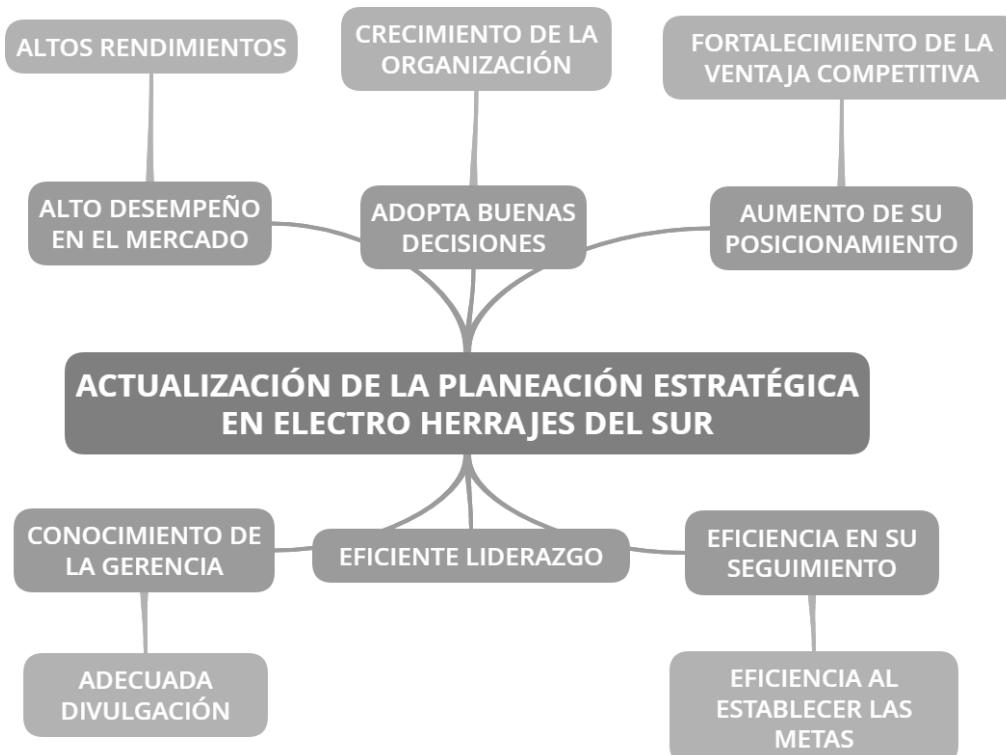 ALTOS RENDIMIENTOS
CRECIMIENTO DE LA
ORGANIZACIÓN
FORTALECIMIENTO DE LA
VENTAJA COMPETITIVA
ALTO DESEMPEÑO
EN EL MERCADO
ADOPTA BUENAS
DECISIONES
AUMENTO DE SU
POSICIONAMIENTO
ACTUALIZACIÓN DE LA PLANEACIÓN ESTRATÉGICA
EN ELECTRO HERRAJES DEL SUR
CONOCIMIENTO DE
LA GERENCIA
EFICIENTE LIDERAZGO
EFICIENCIA EN SU
SEGUIMIENTO
ADECUADA
DIVULGACIÓN
EFICIENCIA AL
ESTABLECER LAS
METAS